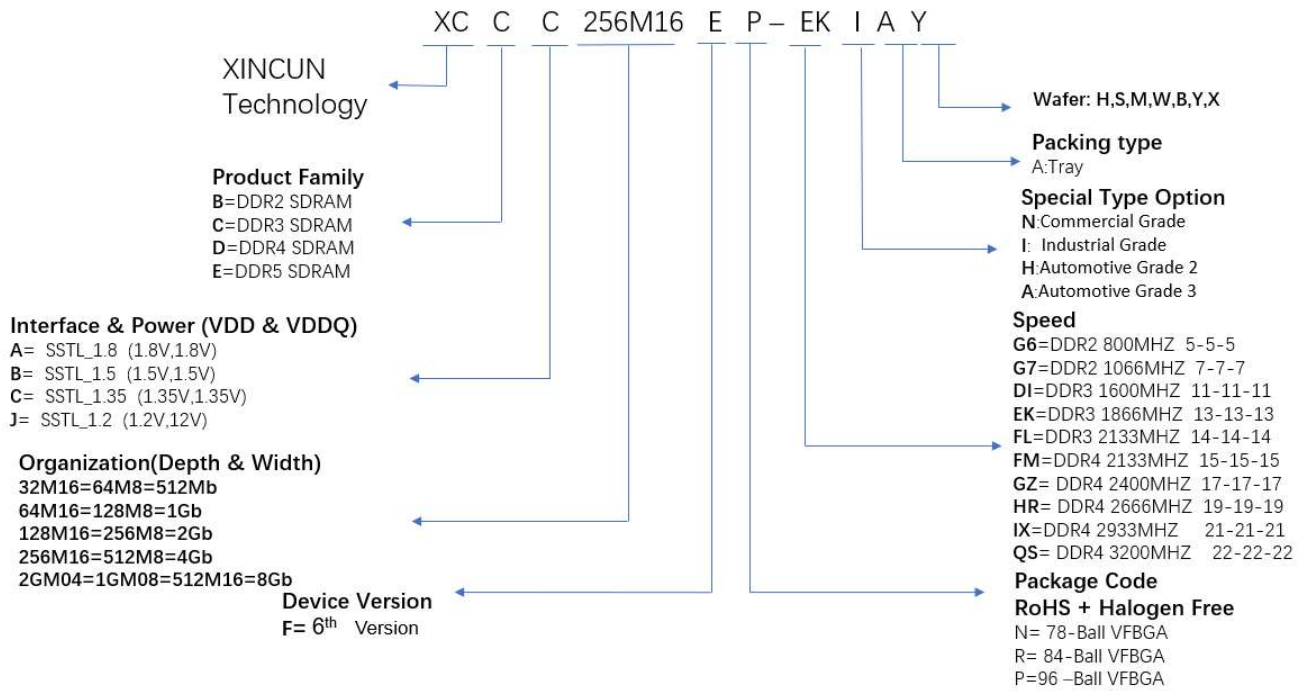 XC C C 256M16 E P – EK I A Y
XINCUN
Technology
Product Family
B=DDR2 SDRAM
C=DDR3 SDRAM
D=DDR4 SDRAM
E=DDR5 SDRAM
Interface & Power (VDD & VDDQ)
A= SSTL_1.8 (1.8V,1.8V)
B= SSTL_1.5 (1.5V,1.5V)
C= SSTL_1.35 (1.35V,1.35V)
J= SSTL_1.2 (1.2V,12V)
Organization(Depth & Width)
32M16=64M8=512Mb
64M16=128M8=1Gb
128M16=256M8=2Gb
256M16=512M8=4Gb
2GM04=1GM08=512M16=8Gb
Device Version
F= 6th Version
Wafer: H,S,M,W,B,Y,X
Packing type
A:Tray
Special Type Option
N:Commercial Grade
I: Industrial Grade
H:Automotive Grade 2
A:Automotive Grade 3
Speed
G6=DDR2 800MHZ 5-5-5
G7=DDR2 1066MHZ 7-7-7
DI=DDR3 1600MHZ 11-11-11
EK=DDR3 1866MHZ 13-13-13
FL=DDR3 2133MHZ 14-14-14
FM=DDR4 2133MHZ 15-15-15
GZ= DDR4 2400MHZ 17-17-17
HR= DDR4 2666MHZ 19-19-19
IX=DDR4 2933MHZ 21-21-21
QS= DDR4 3200MHZ 22-22-22
Package Code
RoHS + Halogen Free
N= 78-Ball VFBGA
R= 84-Ball VFBGA
P=96 –Ball VFBGA